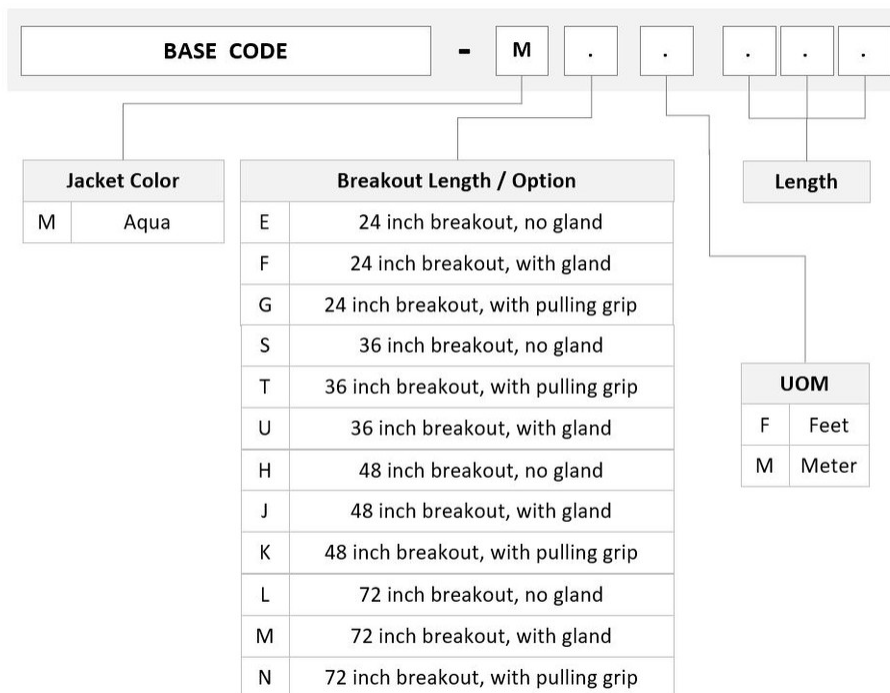 BASE CODE - M . . . . .
Jacket Color
M Aqua
Breakout Length / Option
E 24 inch breakout, no gland
F 24 inch breakout, with gland
G 24 inch breakout, with pulling grip
S 36 inch breakout, no gland
T 36 inch breakout, with pulling grip
U 36 inch breakout, with gland
H 48 inch breakout, no gland
J 48 inch breakout, with gland
K 48 inch breakout, with pulling grip
L 72 inch breakout, no gland
M 72 inch breakout, with gland
N 72 inch breakout, with pulling grip
Length
UOM
F Feet
M Meter